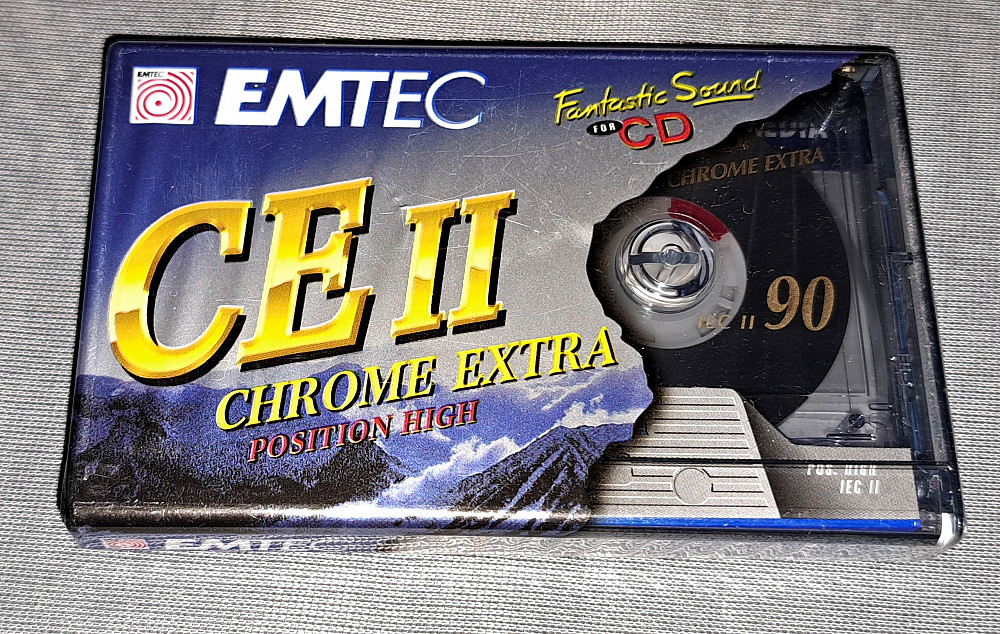 EMTEC
EMTEC
Fantastic Sound
FOR CD
CHROME EXTRA
CE II
IEC II 90
CHROME EXTRA
POSITION HIGH
POS. HIGH
IEC II
EMTEC